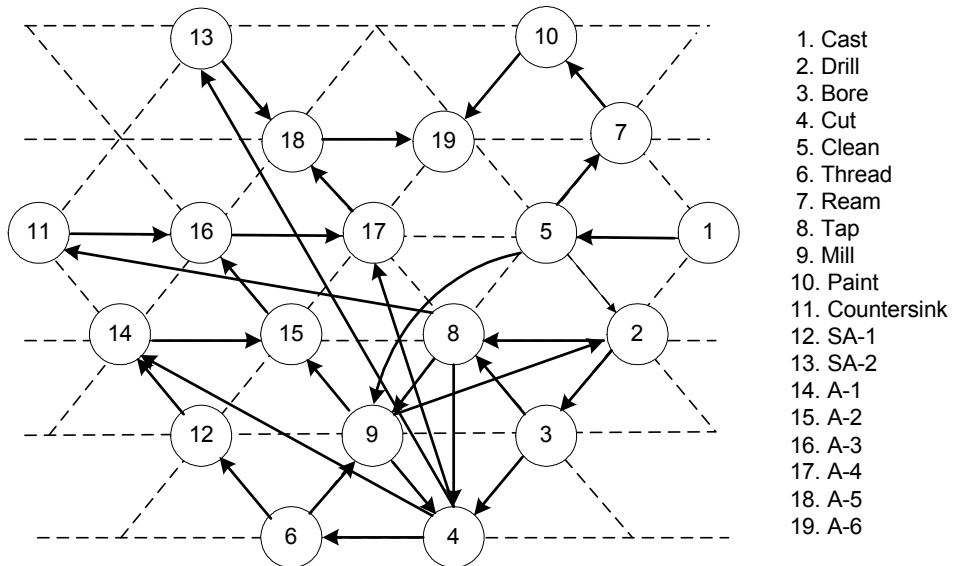 13
10
18
19
7
11
16
17
5
1
14
15
8
2
12
9
3
6
4
1. Cast
2. Drill
3. Bore
4. Cut
5. Clean
6. Thread
7. Ream
8. Tap
9. Mill
10. Paint
11. Countersink
12. SA-1
13. SA-2
14. A-1
15. A-2
16. A-3
17. A-4
18. A-5
19. A-6